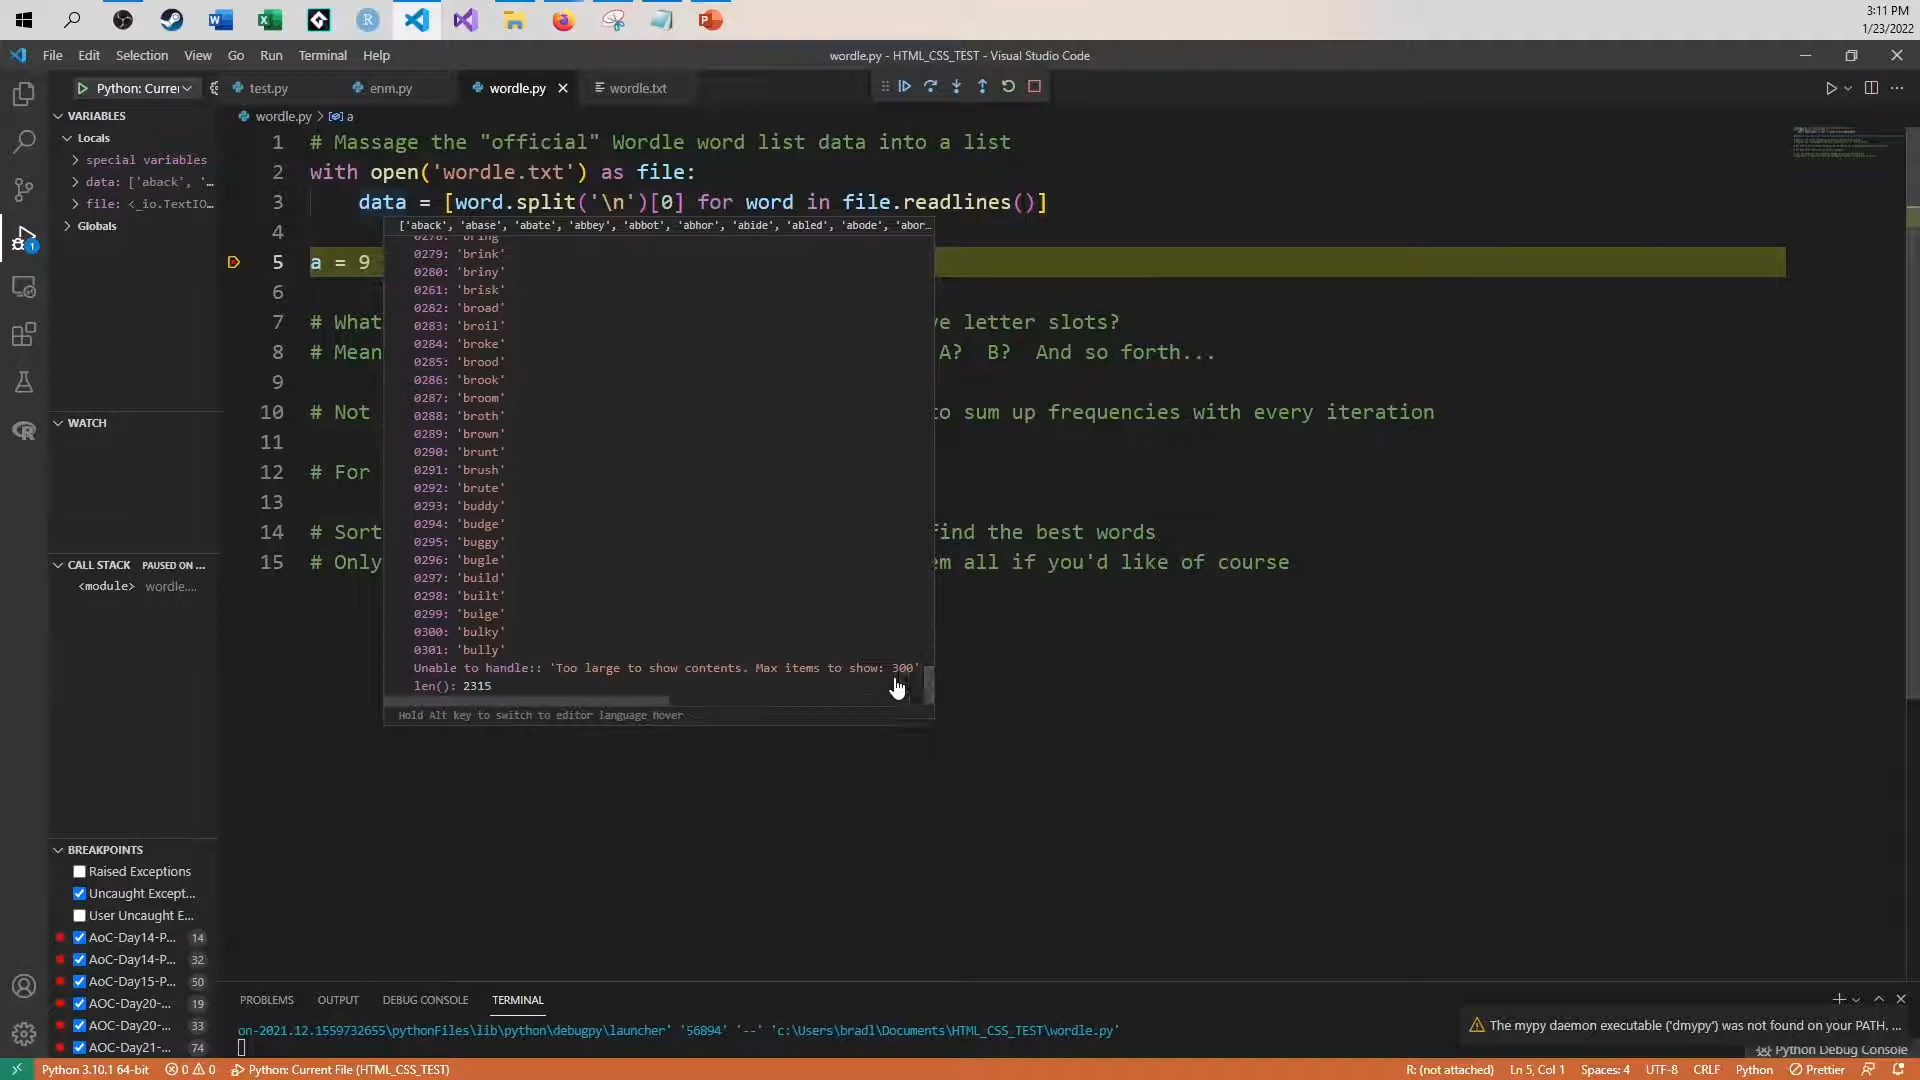 3:11 PM
1/23/2022
File Edit Selection View Go Run Terminal Help
wordle.py - HTML_CSS_TEST - Visual Studio Code
Python: Currei
test.py
enm.py
wordle.py
wordle.txt
VARIABLES
Locals
special variables
data: ['aback', '…
file: <_io.TextIO…
Globals
WATCH
CALL STACK PAUSED ON ...
<module> wordle....
BREAKPOINTS
Raised Exceptions
Uncaught Except...
User Uncaught E...
AoC-Day14-P... 14
AoC-Day14-P... 32
AoC-Day15-P... 50
AOC-Day20-... 19
AOC-Day20-... 33
AOC-Day21-... 74
wordle.py > a
1 # Massage the "official" Wordle word list data into a list
2 with open('wordle.txt') as file:
3 data = [word.split('\n')[0] for word in file.readlines()]
4
5 a = 9
6
7 # What e letter slots?
8 # Mean A? B? And so forth...
9
10 # Not o sum up frequencies with every iteration
11
12 # For
13
14 # Sort find the best words
15 # Only em all if you'd like of course
['aback', 'abase', 'abate', 'abbey', 'abbot', 'abhor', 'abide', 'abled', 'abode', 'abor…
0278: 'bring'
0279: 'brink'
0280: 'briny'
0261: 'brisk'
0282: 'broad'
0283: 'broil'
0284: 'broke'
0285: 'brood'
0286: 'brook'
0287: 'broom'
0288: 'broth'
0289: 'brown'
0290: 'brunt'
0291: 'brush'
0292: 'brute'
0293: 'buddy'
0294: 'budge'
0295: 'buggy'
0296: 'bugle'
0297: 'build'
0298: 'built'
0299: 'bulge'
0300: 'bulky'
0301: 'bully'
Unable to handle:: 'Too large to show contents. Max items to show: 300'
len(): 2315
Hold Alt key to switch to editor language hover
PROBLEMS OUTPUT DEBUG CONSOLE TERMINAL
on-2021.12.1559732655\pythonFiles\lib\python\debugpy\launcher' '56894' '--' 'c:\Users\bradl\Documents\HTML_CSS_TEST\wordle.py'
The mypy daemon executable ('dmypy') was not found on your PATH. ...
Python Debug Console
Python 3.10.1 64-bit 0 0 Python: Current File (HTML_CSS_TEST)
R: (not attached) Ln 5, Col 1 Spaces: 4 UTF-8 CRLF Python Prettier